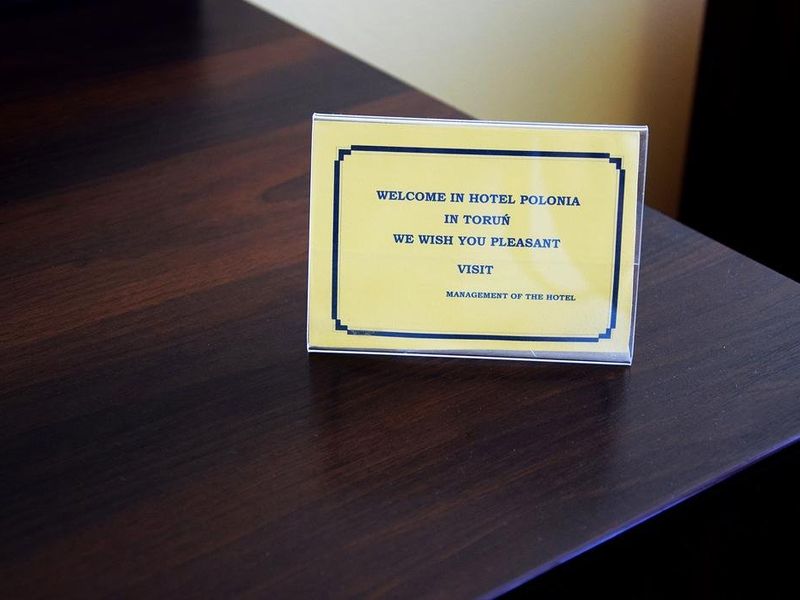 WELCOME IN HOTEL POLONIA
IN TORUŃ
WE WISH YOU PLEASANT
VISIT
MANAGEMENT OF THE HOTEL